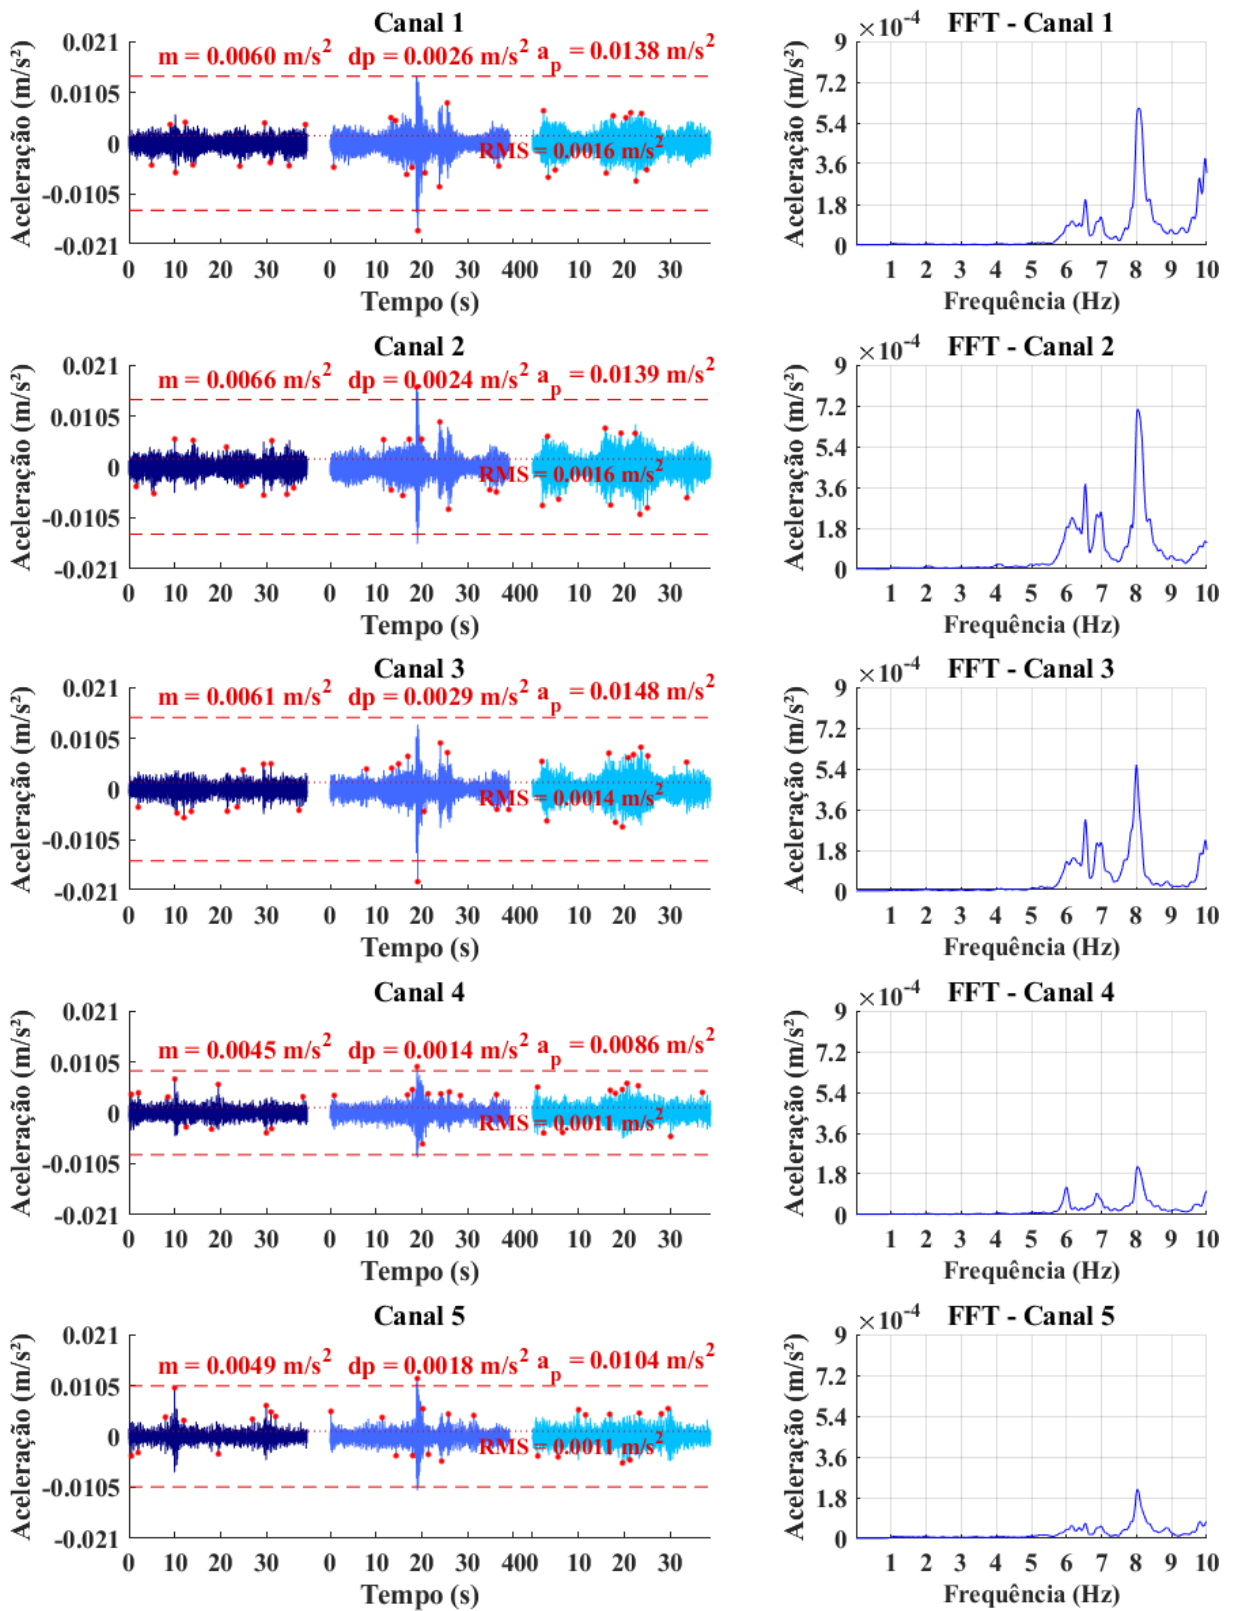 Canal 1
FFT - Canal 1
×10⁻⁴
m = 0.0060 m/s² dp = 0.0026 m/s² aₚ = 0.0138 m/s²
RMS = 0.0016 m/s²
Aceleração (m/s²)
0.021
0.0105
0
-0.0105
-0.021
0 10 20 30 0 10 20 30 400 10 20 30
Tempo (s)
Aceleração (m/s²)
9
7.2
5.4
3.6
1.8
0
1 2 3 4 5 6 7 8 9 10
Frequência (Hz)
Canal 2
FFT - Canal 2
×10⁻⁴
m = 0.0066 m/s² dp = 0.0024 m/s² aₚ = 0.0139 m/s²
RMS = 0.0016 m/s²
Aceleração (m/s²)
0.021
0.0105
0
-0.0105
-0.021
0 10 20 30 0 10 20 30 400 10 20 30
Tempo (s)
Aceleração (m/s²)
9
7.2
5.4
3.6
1.8
0
1 2 3 4 5 6 7 8 9 10
Frequência (Hz)
Canal 3
FFT - Canal 3
×10⁻⁴
m = 0.0061 m/s² dp = 0.0029 m/s² aₚ = 0.0148 m/s²
RMS = 0.0014 m/s²
Aceleração (m/s²)
0.021
0.0105
0
-0.0105
-0.021
0 10 20 30 0 10 20 30 400 10 20 30
Tempo (s)
Aceleração (m/s²)
9
7.2
5.4
3.6
1.8
0
1 2 3 4 5 6 7 8 9 10
Frequência (Hz)
Canal 4
FFT - Canal 4
×10⁻⁴
m = 0.0045 m/s² dp = 0.0014 m/s² aₚ = 0.0086 m/s²
RMS = 0.0011 m/s²
Aceleração (m/s²)
0.021
0.0105
0
-0.0105
-0.021
0 10 20 30 0 10 20 30 400 10 20 30
Tempo (s)
Aceleração (m/s²)
9
7.2
5.4
3.6
1.8
0
1 2 3 4 5 6 7 8 9 10
Frequência (Hz)
Canal 5
FFT - Canal 5
×10⁻⁴
m = 0.0049 m/s² dp = 0.0018 m/s² aₚ = 0.0104 m/s²
RMS = 0.0011 m/s²
Aceleração (m/s²)
0.021
0.0105
0
-0.0105
-0.021
0 10 20 30 0 10 20 30 400 10 20 30
Tempo (s)
Aceleração (m/s²)
9
7.2
5.4
3.6
1.8
0
1 2 3 4 5 6 7 8 9 10
Frequência (Hz)